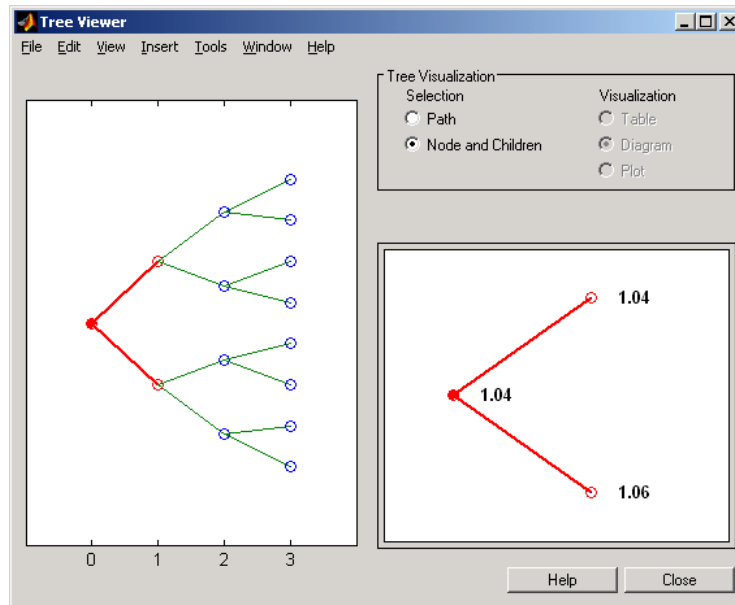 Tree Viewer
File Edit View Insert Tools Window Help
Tree Visualization
Selection
Visualization
Path
Table
Node and Children
Diagram
Plot
1.04
1.04
1.06
0 1 2 3
Help
Close